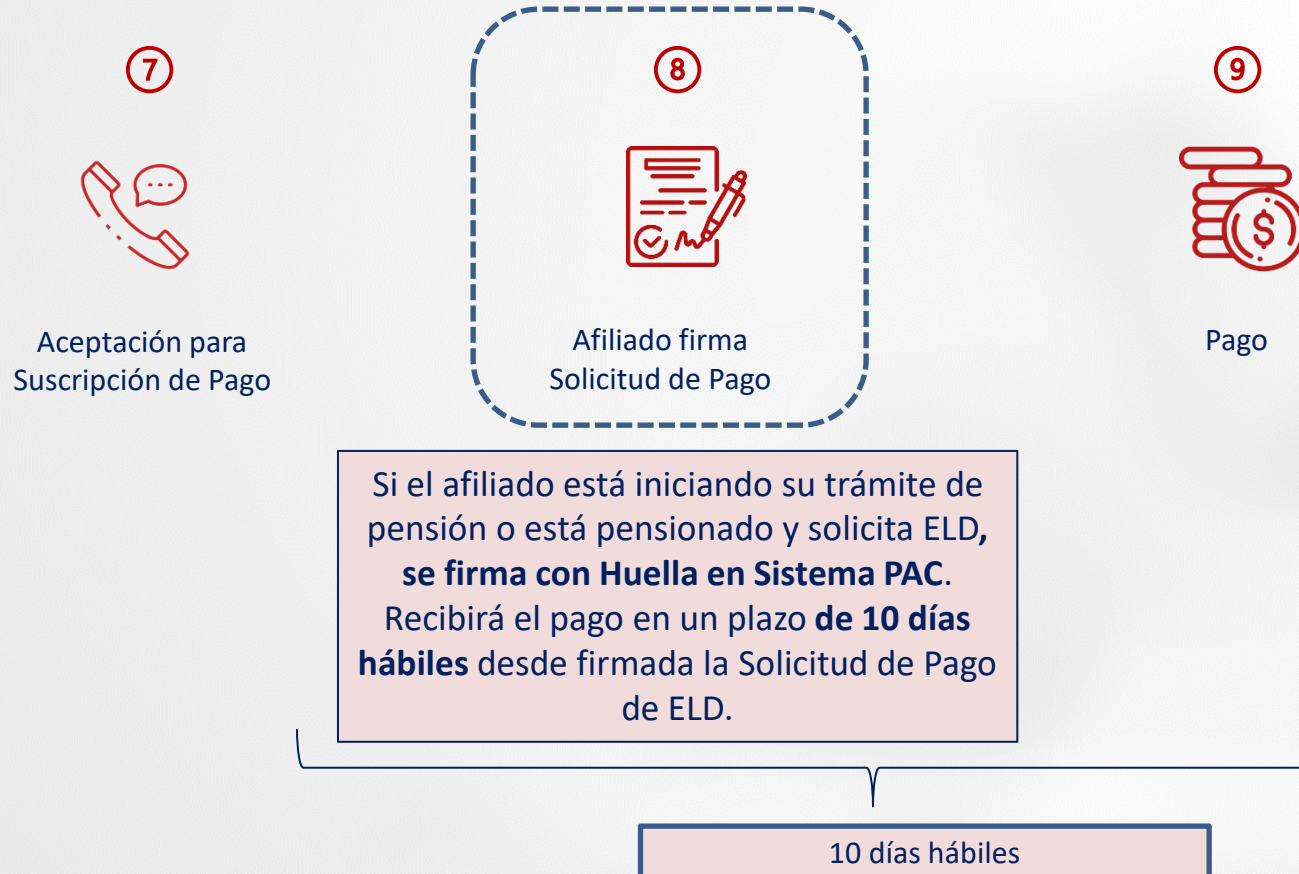 7
8
9
$
Aceptación para
Suscripción de Pago
Afiliado firma
Solicitud de Pago
Pago
Si el afiliado está iniciando su trámite de
pensión o está pensionado y solicita ELD,
se firma con Huella en Sistema PAC.
Recibirá el pago en un plazo de 10 días
hábiles desde firmada la Solicitud de Pago
de ELD.
10 días hábiles